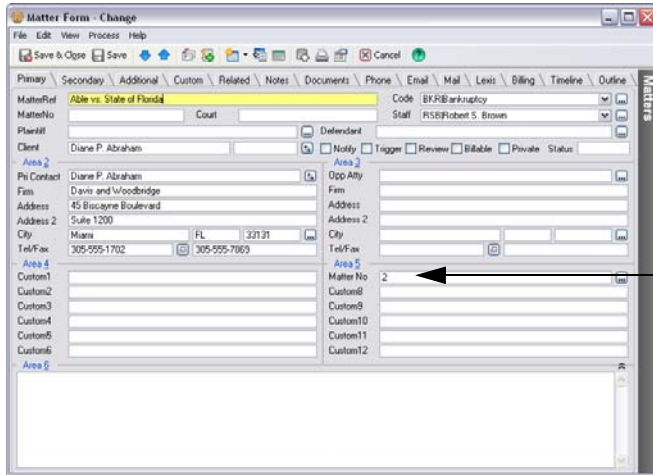 Matter Form - Change
File Edit View Process Help
Save & Close Save Cancel
Primary Secondary Additional Custom Related Notes Documents Phone Email Mail Lexis Billing Timeline Outline
Matters
MatterRef Able vs. State of Florida Code BKR|Bankruptcy
MatterNo Court Staff RSB|Robert S. Brown
Plaintiff Defendant
Client Diane P. Abraham Notify Trigger Review Billable Private Status
Area 2 Area 3
Pri Contact Diane P. Abraham Opp Atty
Firm Davis and Woodbridge Firm
Address 45 Biscayne Boulevard Address
Address 2 Suite 1200 Address 2
City Miami FL 33131 City
Tel/Fax 305-555-1702 305-555-7869 Tel/Fax
Area 4 Area 5
Custom1 Matter No 2
Custom2 Custom8
Custom3 Custom9
Custom4 Custom10
Custom5 Custom11
Custom6 Custom12
Area 6